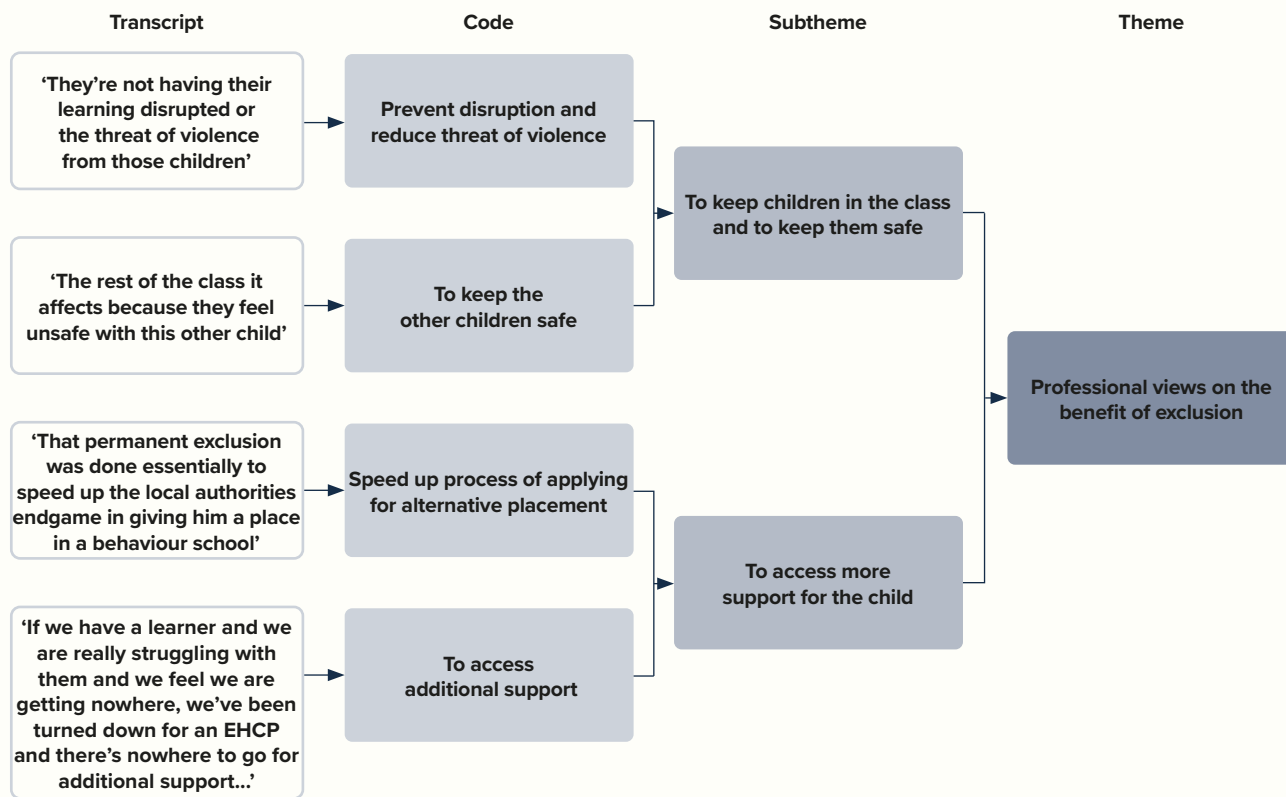 Transcript
Code
Subtheme
Theme
‘They’re not having their
learning disrupted or
the threat of violence
from those children’
Prevent disruption and
reduce threat of violence
To keep children in the class
and to keep them safe
‘The rest of the class it
affects because they feel
unsafe with this other child’
To keep the
other children safe
Professional views on the
benefit of exclusion
‘That permanent exclusion
was done essentially to
speed up the local authorities
endgame in giving him a place
in a behaviour school’
Speed up process of applying
for alternative placement
To access more
support for the child
‘If we have a learner and we
are really struggling with
them and we feel we are
getting nowhere, we’ve been
turned down for an EHCP
and there’s nowhere to go for
additional support...’
To access
additional support